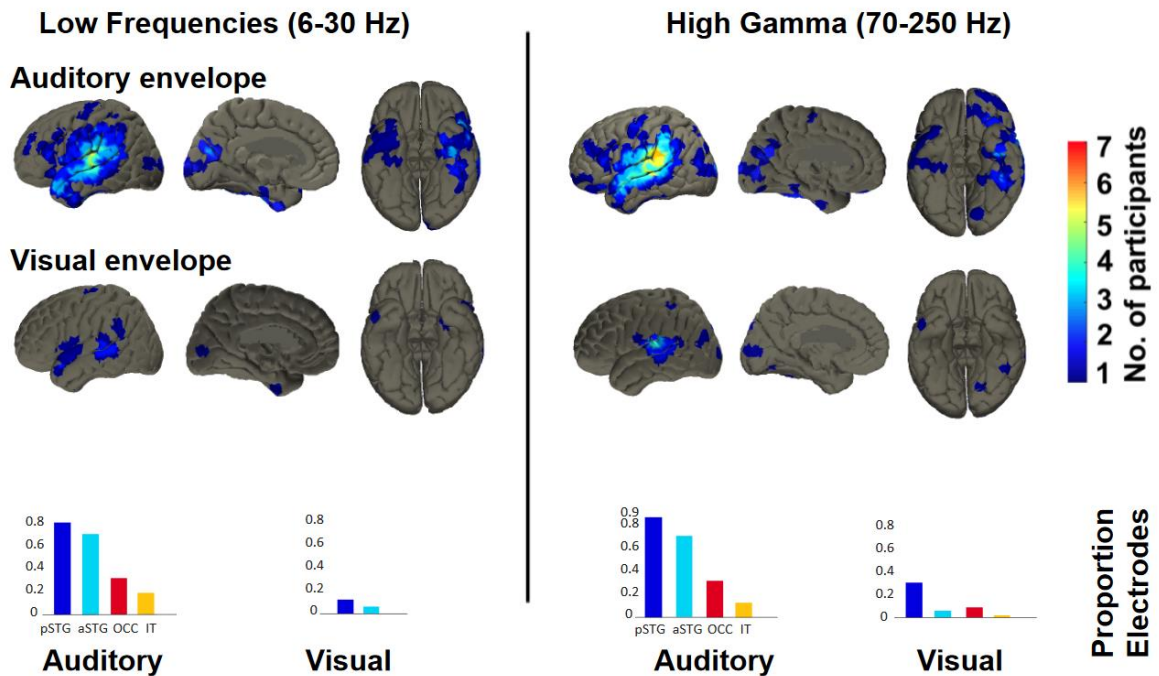 Low Frequencies (6-30 Hz)
High Gamma (70-250 Hz)
Auditory envelope
Visual envelope
7
6
5
4
3
2
1
No. of participants
0.8
0.6
0.4
0.2
0
pSTG aSTG OCC IT
Auditory
0.8
0.6
0.4
0.2
0
Visual
0.9
0.8
0.6
0.4
0.2
0
pSTG aSTG OCC IT
Auditory
0.8
0.6
0.4
0.2
0
Visual
Proportion
Electrodes